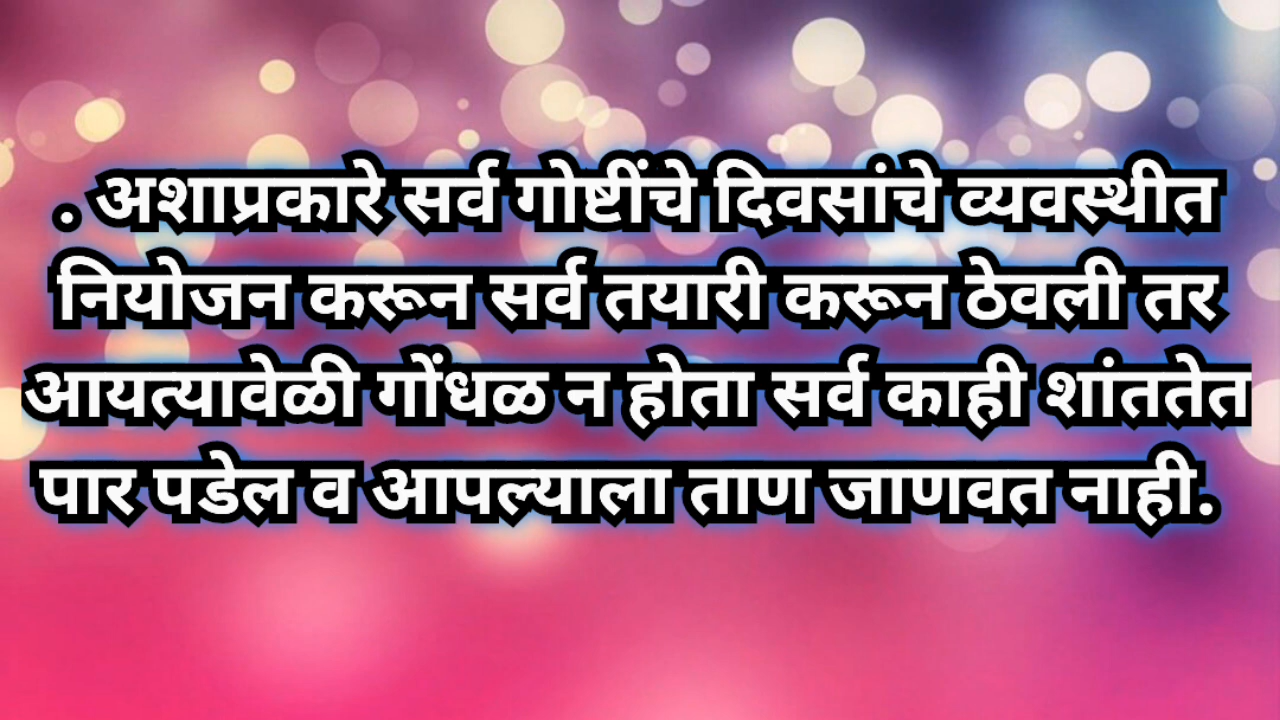 . अशाप्रकारे सर्व गोष्टींचे दिवसांचे व्यवस्थीत
नियोजन करून सर्व तयारी करून ठेवली तर
आयत्यावेळी गोंधळ न होता सर्व काही शांततेत
पार पडेल व आपल्याला ताण जाणवत नाही.